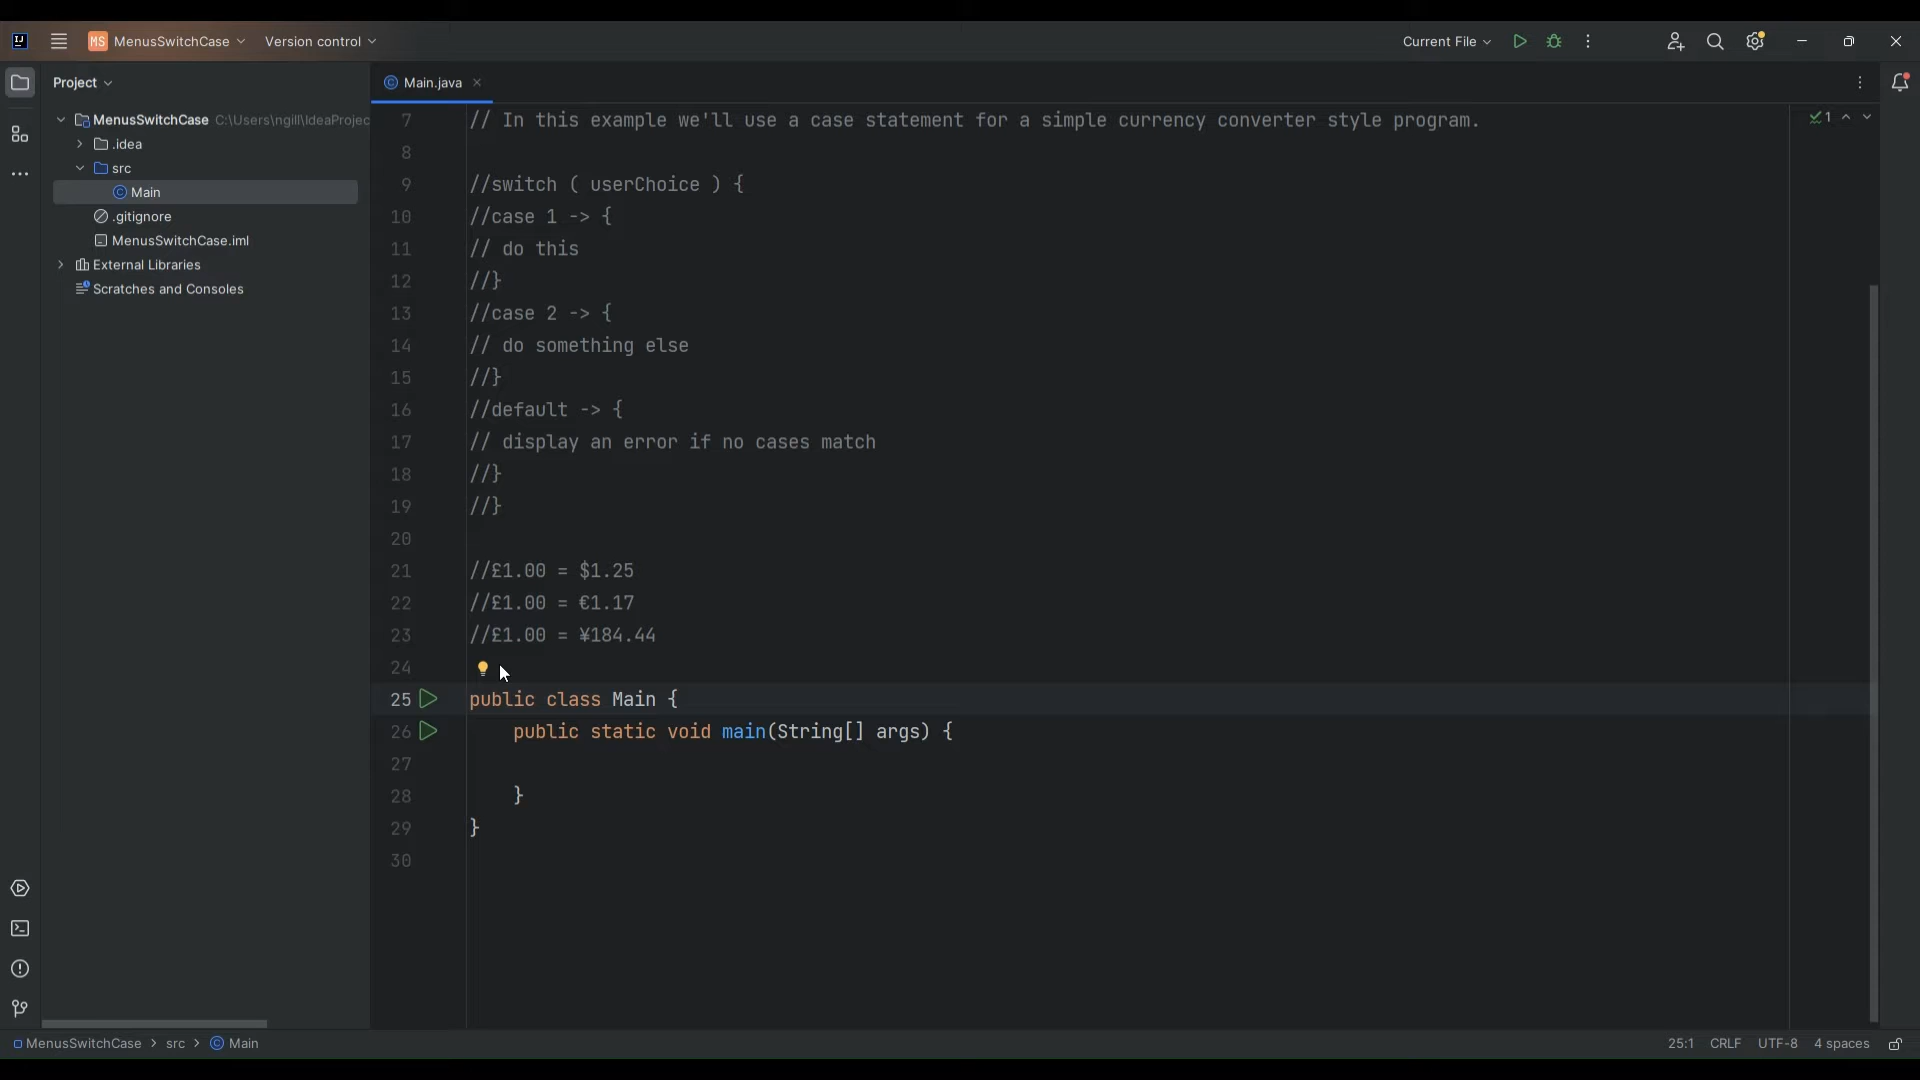 MS MenusSwitchCase Version control Current File
Project
Main.java
MenusSwitchCase C:\Users\ngill\IdeaProjec
.idea
src
Main
.gitignore
MenusSwitchCase.iml
External Libraries
Scratches and Consoles
1
7 // In this example we'll use a case statement for a simple currency converter style program.
8
9 //switch ( userChoice ) {
10 //case 1 -> {
11 // do this
12 //}
13 //case 2 -> {
14 // do something else
15 //}
16 //default -> {
17 // display an error if no cases match
18 //}
19 //}
20
21 //£1.00 = $1.25
22 //£1.00 = €1.17
23 //£1.00 = ¥184.44
24
25 public class Main {
26 public static void main(String[] args) {
27
28 }
29 }
30
MenusSwitchCase > src > Main 25:1 CRLF UTF-8 4 spaces